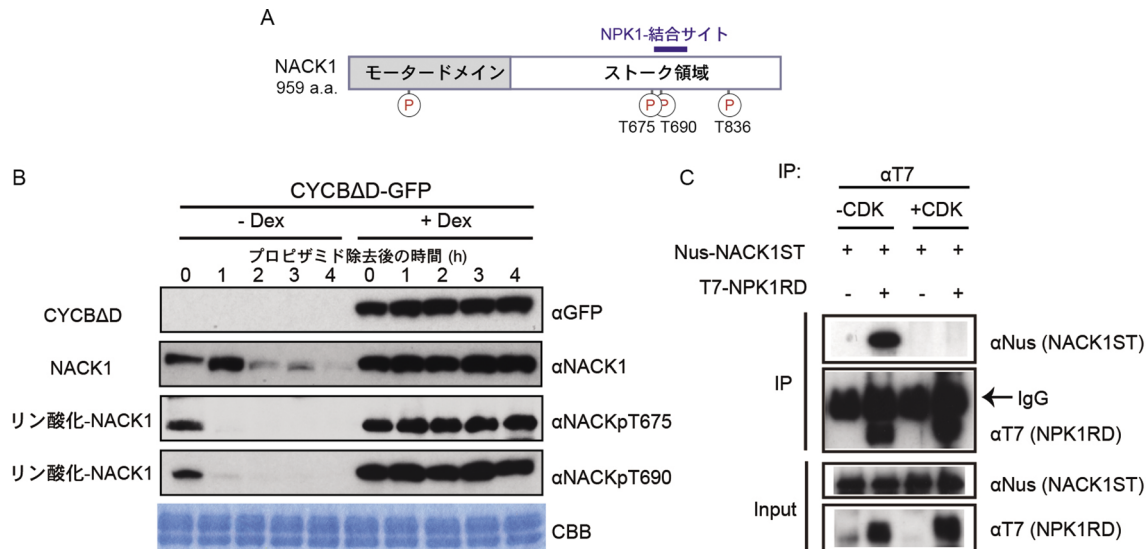 A
NPK1-結合サイト
NACK1
959 a.a.
モータードメイン
ストーク領域
P
P
P
P
T675
T690
T836
B
CYCBΔD-GFP
- Dex
+ Dex
プロピザミド除去後の時間 (h)
0 1 2 3 4 0 1 2 3 4
CYCBΔD
αGFP
NACK1
αNACK1
リン酸化-NACK1
αNACKpT675
リン酸化-NACK1
αNACKpT690
CBB
C
IP:
αT7
-CDK +CDK
Nus-NACK1ST + + + +
T7-NPK1RD - + - +
IP
αNus (NACK1ST)
←IgG
αT7 (NPK1RD)
Input
αNus (NACK1ST)
αT7 (NPK1RD)